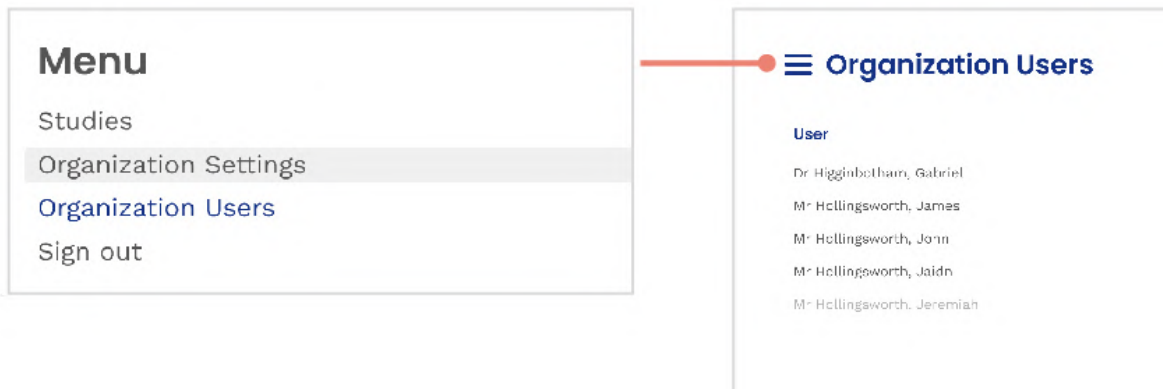 Menu
Studies
Organization Settings
Organization Users
Sign out
Organization Users
User
Dr Higginbotham, Gabriel
Mr Hollingsworth, James
Mr Hollingsworth, John
Mr Hollingsworth, Jaidn
Mr Hollingsworth, Jeremiah